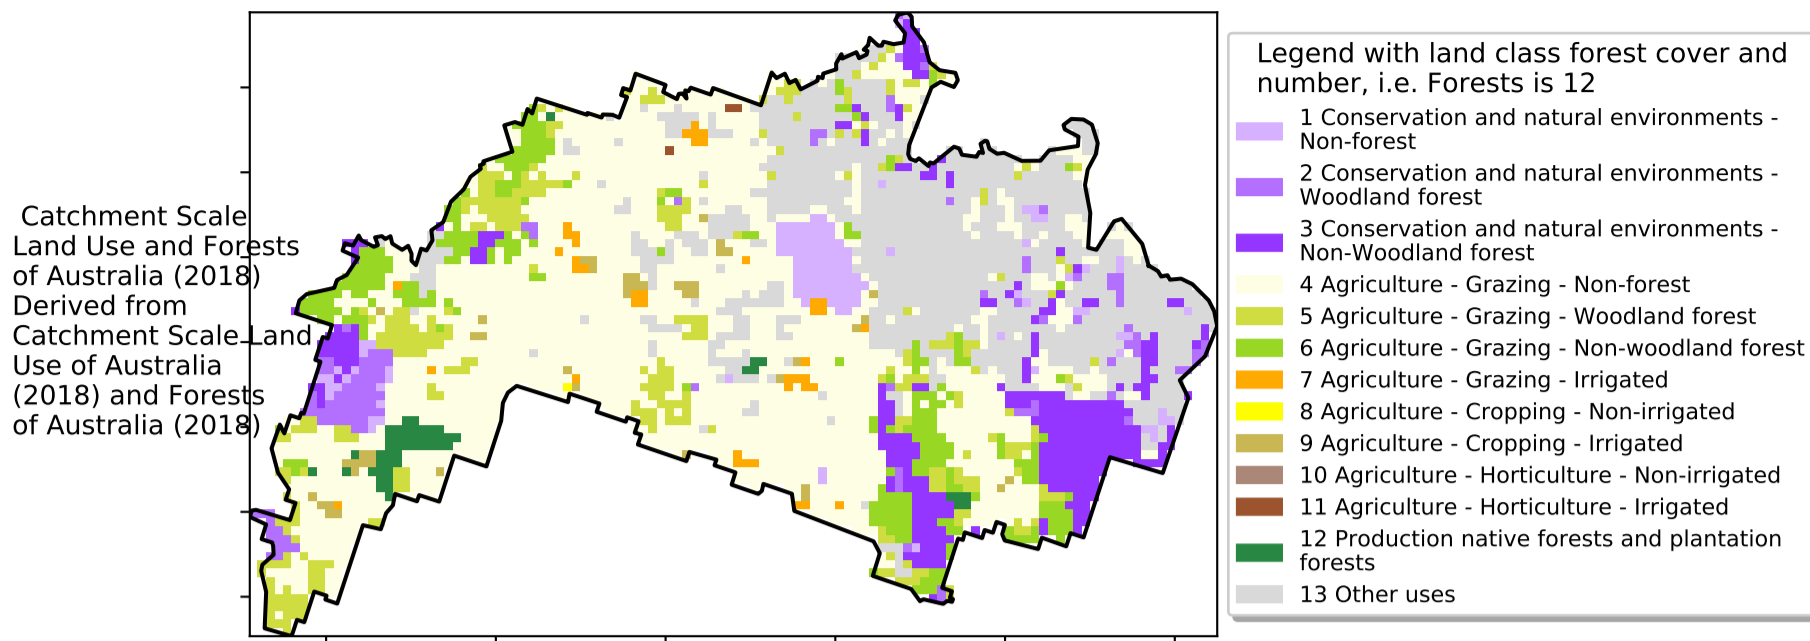 Catchment Scale
Land Use and Forests
of Australia (2018)
Derived from
Catchment Scale Land
Use of Australia
(2018) and Forests
of Australia (2018)
Legend with land class forest cover and
number, i.e. Forests is 12
1 Conservation and natural environments -
Non-forest
2 Conservation and natural environments -
Woodland forest
3 Conservation and natural environments -
Non-Woodland forest
4 Agriculture - Grazing - Non-forest
5 Agriculture - Grazing - Woodland forest
6 Agriculture - Grazing - Non-woodland forest
7 Agriculture - Grazing - Irrigated
8 Agriculture - Cropping - Non-irrigated
9 Agriculture - Cropping - Irrigated
10 Agriculture - Horticulture - Non-irrigated
11 Agriculture - Horticulture - Irrigated
12 Production native forests and plantation
forests
13 Other uses